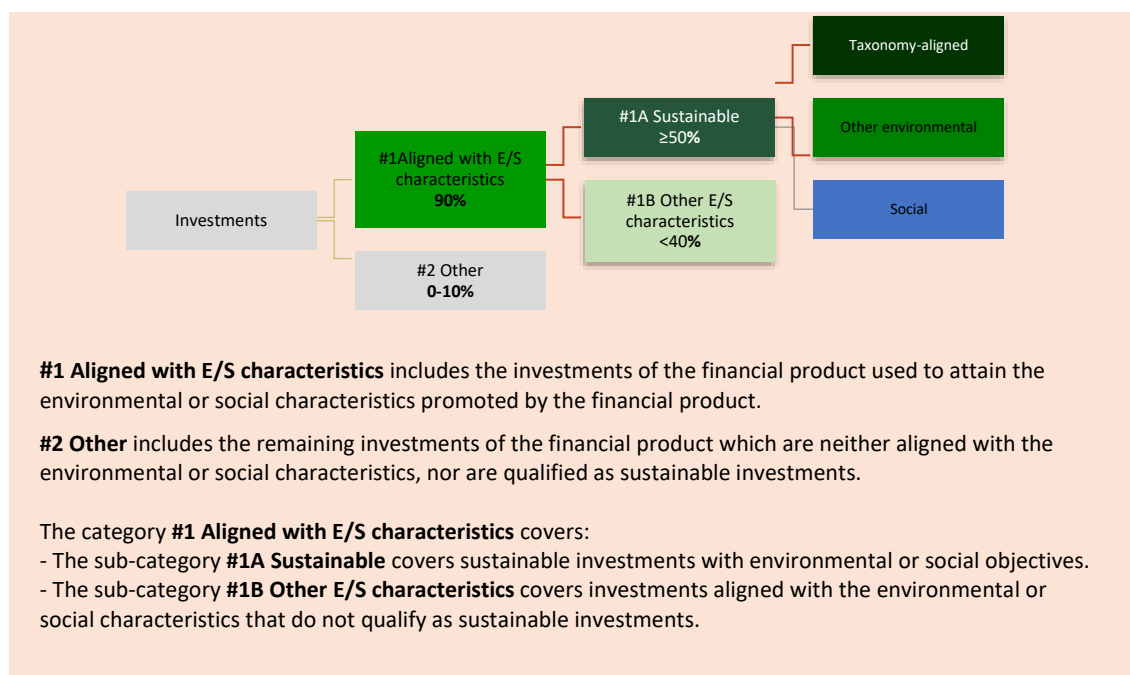 Taxonomy-aligned
#1A Sustainable
≥50%
Other environmental
#1Aligned with E/S
characteristics
90%
#1B Other E/S
characteristics
<40%
Social
Investments
#2 Other
0-10%
#1 Aligned with E/S characteristics includes the investments of the financial product used to attain the
environmental or social characteristics promoted by the financial product.
#2 Other includes the remaining investments of the financial product which are neither aligned with the
environmental or social characteristics, nor are qualified as sustainable investments.
The category #1 Aligned with E/S characteristics covers:
- The sub-category #1A Sustainable covers sustainable investments with environmental or social objectives.
- The sub-category #1B Other E/S characteristics covers investments aligned with the environmental or
social characteristics that do not qualify as sustainable investments.